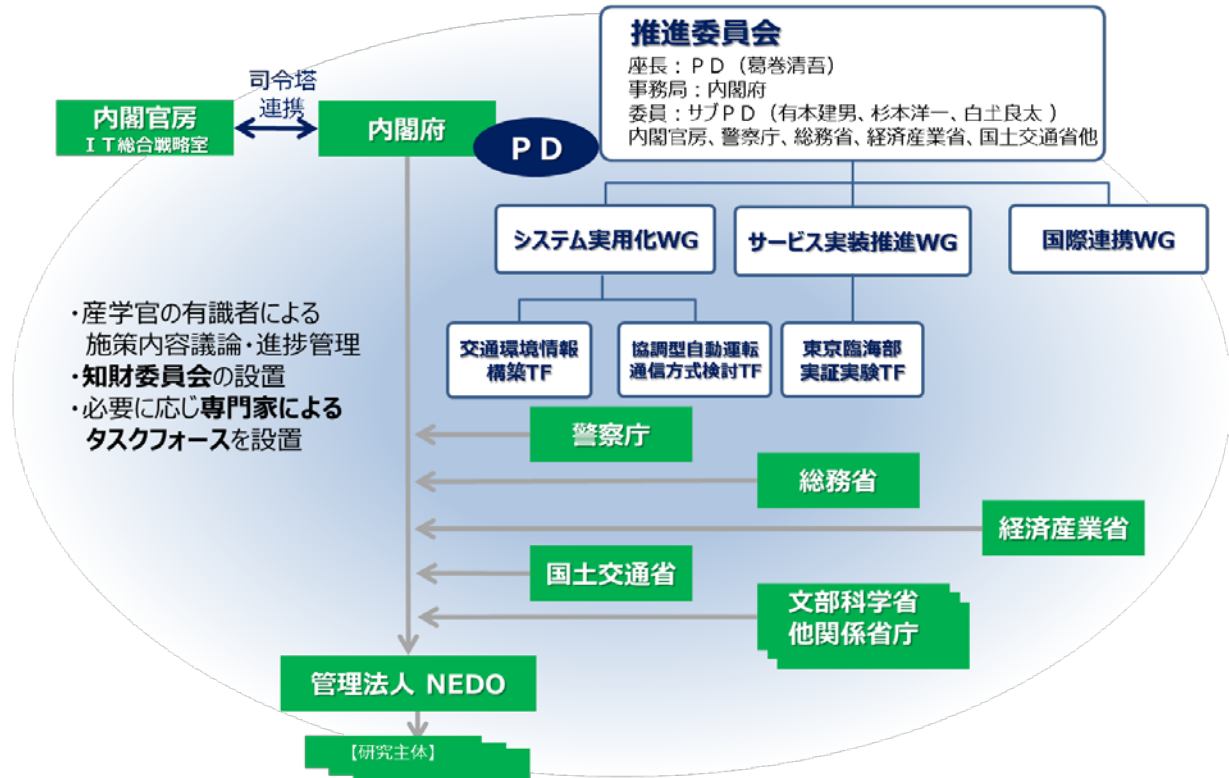 推進委員会
座長：ＰＤ（葛巻清吾）
事務局：内閣府
委員：サブＰＤ（有本建男、杉本洋一、白土良太 ）
内閣官房、警察庁、総務省、経済産業省、国土交通省他
司令塔
連携
内閣官房
ＩＴ総合戦略室
内閣府
ＰＤ
システム実用化WG
サービス実装推進WG
国際連携WG
交通環境情報
構築TF
協調型自動運転
通信方式検討TF
東京臨海部
実証実験TF
・産学官の有識者による
施策内容議論・進捗管理
・知財委員会の設置
・必要に応じ専門家による
タスクフォースを設置
警察庁
総務省
経済産業省
国土交通省
文部科学省
他関係省庁
管理法人 NEDO
【研究主体】